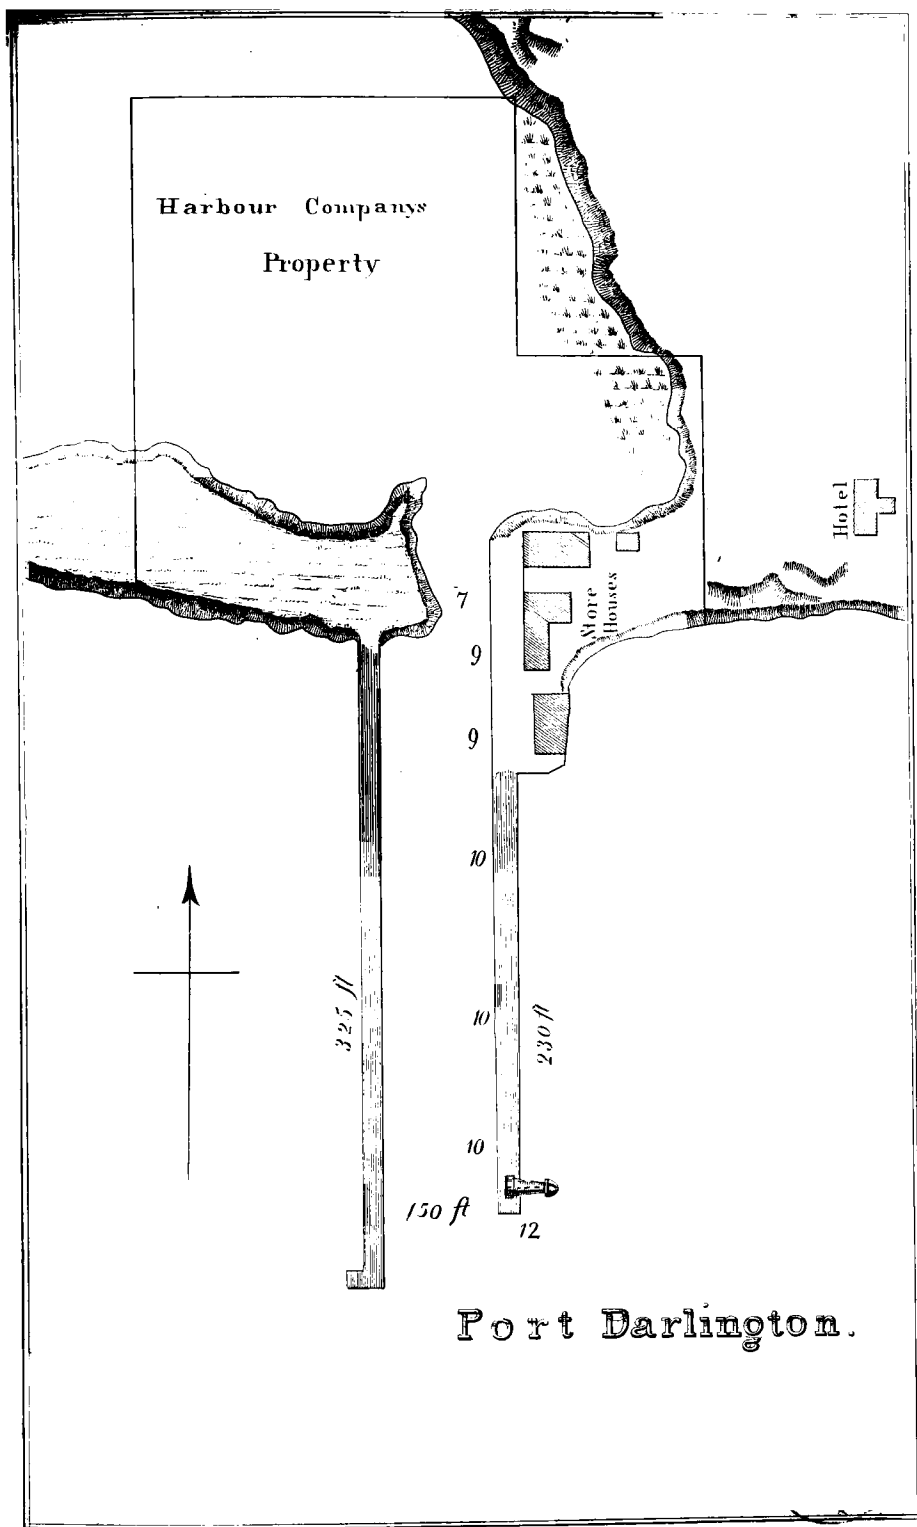 Harbour Companys
Property
Hotel
Store
Houses
7
9
9
10
10
10
325 ft
230 ft
150 ft
12
Port Darlington.